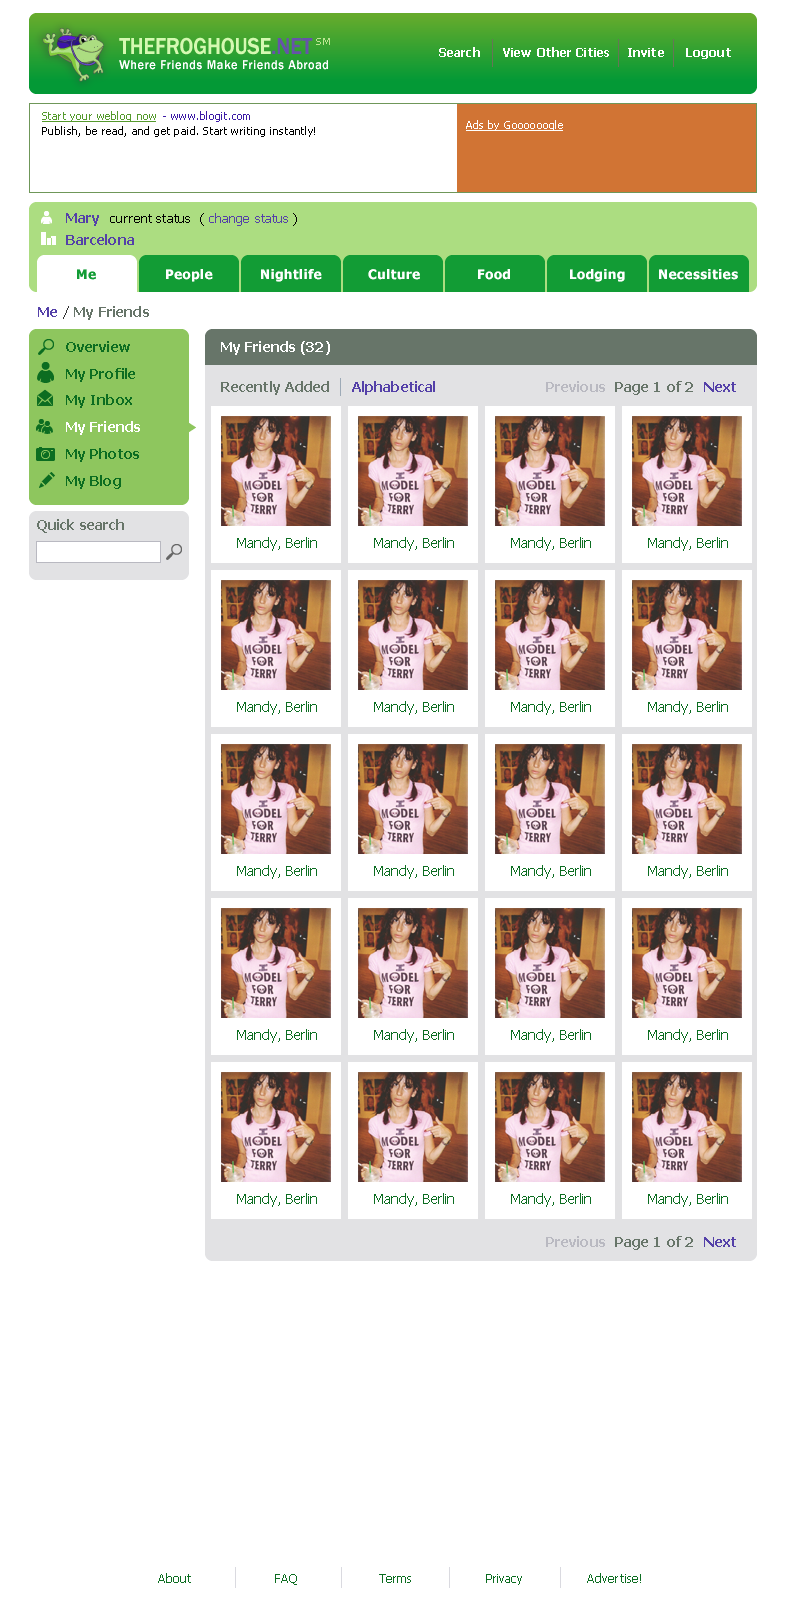 THEFROGHOUSE.NET SM
Where Friends Make Friends Abroad
Search View Other Cities Invite Logout
Start your weblog now - www.blogit.com
Publish, be read, and get paid. Start writing instantly!
Ads by Goooooogle
Mary current status ( change status )
Barcelona
Me People Nightlife Culture Food Lodging Necessities
Me / My Friends
Overview
My Profile
My Inbox
My Friends
My Photos
My Blog
Quick search
My Friends (32)
Recently Added Alphabetical Previous Page 1 of 2 Next
I MODEL FOR TERRY I MODEL FOR TERRY I MODEL FOR TERRY I MODEL FOR TERRY
Mandy, Berlin Mandy, Berlin Mandy, Berlin Mandy, Berlin
I MODEL FOR TERRY I MODEL FOR TERRY I MODEL FOR TERRY I MODEL FOR TERRY
Mandy, Berlin Mandy, Berlin Mandy, Berlin Mandy, Berlin
I MODEL FOR TERRY I MODEL FOR TERRY I MODEL FOR TERRY I MODEL FOR TERRY
Mandy, Berlin Mandy, Berlin Mandy, Berlin Mandy, Berlin
I MODEL FOR TERRY I MODEL FOR TERRY I MODEL FOR TERRY I MODEL FOR TERRY
Mandy, Berlin Mandy, Berlin Mandy, Berlin Mandy, Berlin
I MODEL FOR TERRY I MODEL FOR TERRY I MODEL FOR TERRY I MODEL FOR TERRY
Mandy, Berlin Mandy, Berlin Mandy, Berlin Mandy, Berlin
Previous Page 1 of 2 Next
About FAQ Terms Privacy Advertise!